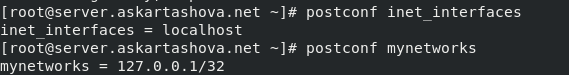 [root@server.askartashova.net ~]# postconf inet_interfaces
inet_interfaces = localhost
[root@server.askartashova.net ~]# postconf mynetworks
mynetworks = 127.0.0.1/32